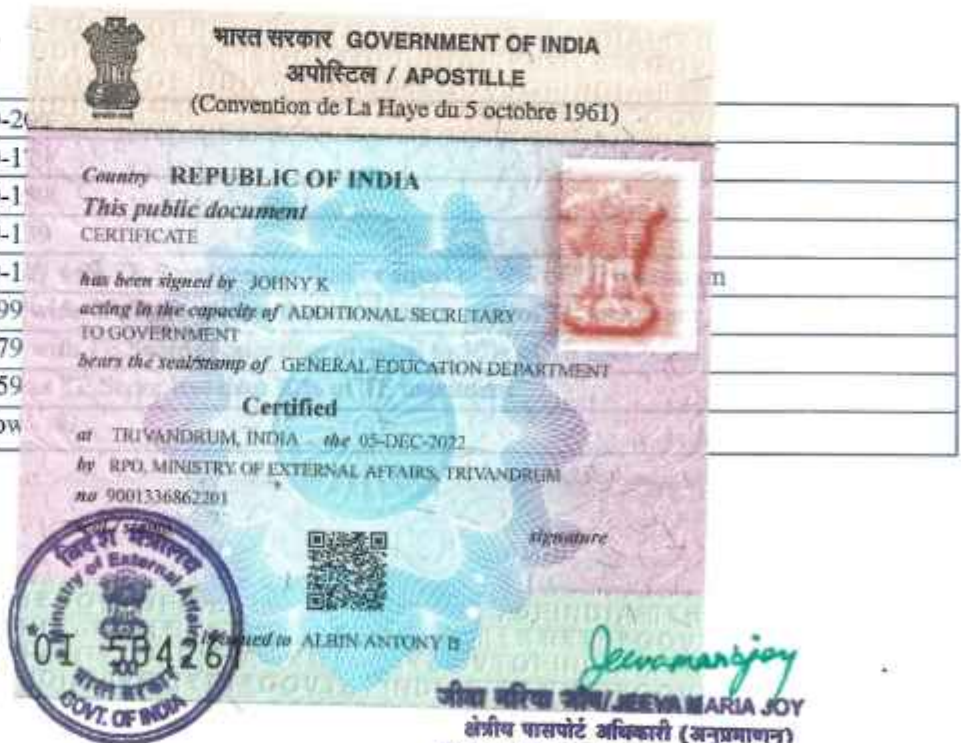 भारत सरकार GOVERNMENT OF INDIA
अपोस्टिल / APOSTILLE
(Convention de La Haye du 5 octobre 1961)
Country REPUBLIC OF INDIA
This public document
CERTIFICATE
has been signed by JOHNY K
acting in the capacity of ADDITIONAL SECRETARY
TO GOVERNMENT
bears the seal/stamp of GENERAL EDUCATION DEPARTMENT
Certified
at TRIVANDRUM, INDIA the 05-DEC-2022
by RPO, MINISTRY OF EXTERNAL AFFAIRS, TRIVANDRUM
no 9001336862201
signature
विदेश मंत्रालय
Ministry of External Affairs
भारत सरकार
GOVT. OF INDIA
to ALBIN ANTONY B
Jeevamariajoy
जीवा मरिया जोय/JEEVA MARIA JOY
क्षेत्रीय पासपोर्ट अधिकारी (अनुप्रमाणन)